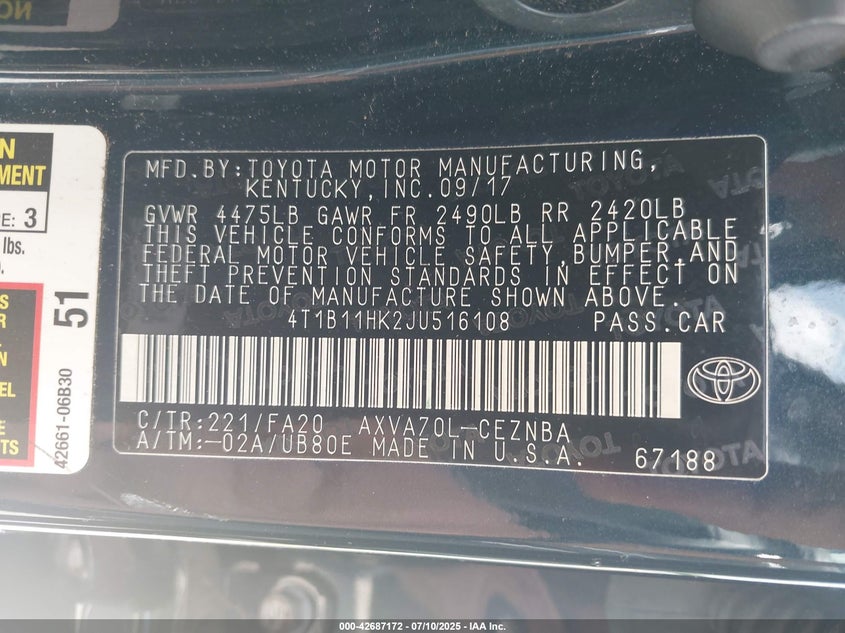 MFD.BY:TOYOTA MOTOR MANUFACTURING,
KENTUCKY,INC.09/17
GVWR 4475LB GAWR FR 2490LB RR 2420LB
THIS VEHICLE CONFORMS TO ALL APPLICABLE
FEDERAL MOTOR VEHICLE SAFETY,BUMPER,AND
THEFT PREVENTION STANDARDS IN EFFECT ON
THE DATE OF MANUFACTURE SHOWN ABOVE.
4T1B11HK2JU516108 PASS.CAR
C/TR:221/FA20 AXVA70L-CEZNBA
A/TM:-02A/UB80E MADE IN U.S.A. 67188
3
lbs.
51
42661-06B30
000-42687172 - 07/10/2025 - IAA Inc.